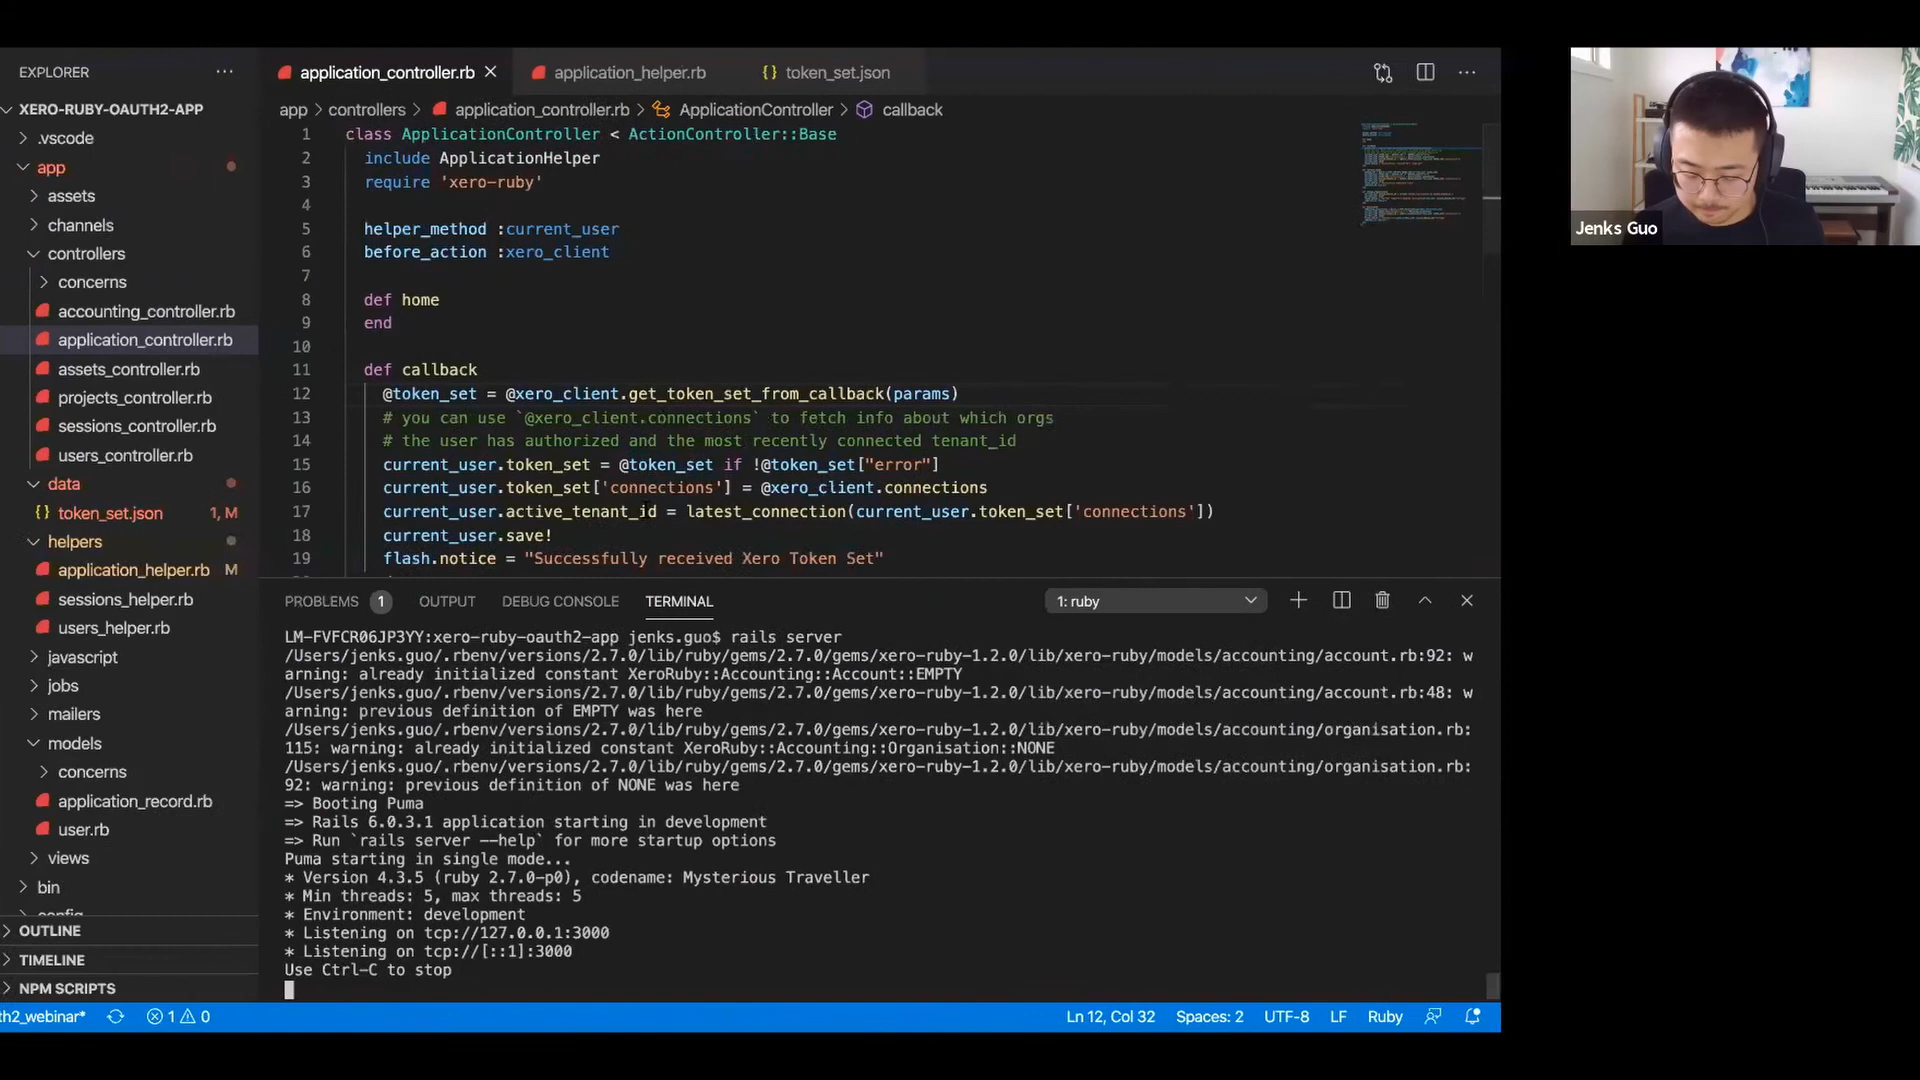 EXPLORER
XERO-RUBY-OAUTH2-APP
.vscode
app
assets
channels
controllers
concerns
accounting_controller.rb
application_controller.rb
assets_controller.rb
projects_controller.rb
sessions_controller.rb
users_controller.rb
data
{} token_set.json 1, M
helpers
application_helper.rb M
sessions_helper.rb
users_helper.rb
javascript
jobs
mailers
models
concerns
application_record.rb
user.rb
views
bin
config
OUTLINE
TIMELINE
NPM SCRIPTS
application_controller.rb
application_helper.rb
{} token_set.json
app > controllers > application_controller.rb > ApplicationController > callback
1 class ApplicationController < ActionController::Base
2 include ApplicationHelper
3 require 'xero-ruby'
4
5 helper_method :current_user
6 before_action :xero_client
7
8 def home
9 end
10
11 def callback
12 @token_set = @xero_client.get_token_set_from_callback(params)
13 # you can use `@xero_client.connections` to fetch info about which orgs
14 # the user has authorized and the most recently connected tenant_id
15 current_user.token_set = @token_set if !@token_set["error"]
16 current_user.token_set['connections'] = @xero_client.connections
17 current_user.active_tenant_id = latest_connection(current_user.token_set['connections'])
18 current_user.save!
19 flash.notice = "Successfully received Xero Token Set"
PROBLEMS 1 OUTPUT DEBUG CONSOLE TERMINAL 1: ruby
LM-FVFCR06JP3YY:xero-ruby-oauth2-app jenks.guo$ rails server
/Users/jenks.guo/.rbenv/versions/2.7.0/lib/ruby/gems/2.7.0/gems/xero-ruby-1.2.0/lib/xero-ruby/models/accounting/account.rb:92: w
arning: already initialized constant XeroRuby::Accounting::Account::EMPTY
/Users/jenks.guo/.rbenv/versions/2.7.0/lib/ruby/gems/2.7.0/gems/xero-ruby-1.2.0/lib/xero-ruby/models/accounting/account.rb:48: w
arning: previous definition of EMPTY was here
/Users/jenks.guo/.rbenv/versions/2.7.0/lib/ruby/gems/2.7.0/gems/xero-ruby-1.2.0/lib/xero-ruby/models/accounting/organisation.rb:
115: warning: already initialized constant XeroRuby::Accounting::Organisation::NONE
/Users/jenks.guo/.rbenv/versions/2.7.0/lib/ruby/gems/2.7.0/gems/xero-ruby-1.2.0/lib/xero-ruby/models/accounting/organisation.rb:
92: warning: previous definition of NONE was here
=> Booting Puma
=> Rails 6.0.3.1 application starting in development
=> Run `rails server --help` for more startup options
Puma starting in single mode...
* Version 4.3.5 (ruby 2.7.0-p0), codename: Mysterious Traveller
* Min threads: 5, max threads: 5
* Environment: development
* Listening on tcp://127.0.0.1:3000
* Listening on tcp://[::1]:3000
Use Ctrl-C to stop
th2_webinar* 1 0 Ln 12, Col 32 Spaces: 2 UTF-8 LF Ruby
Jenks Guo